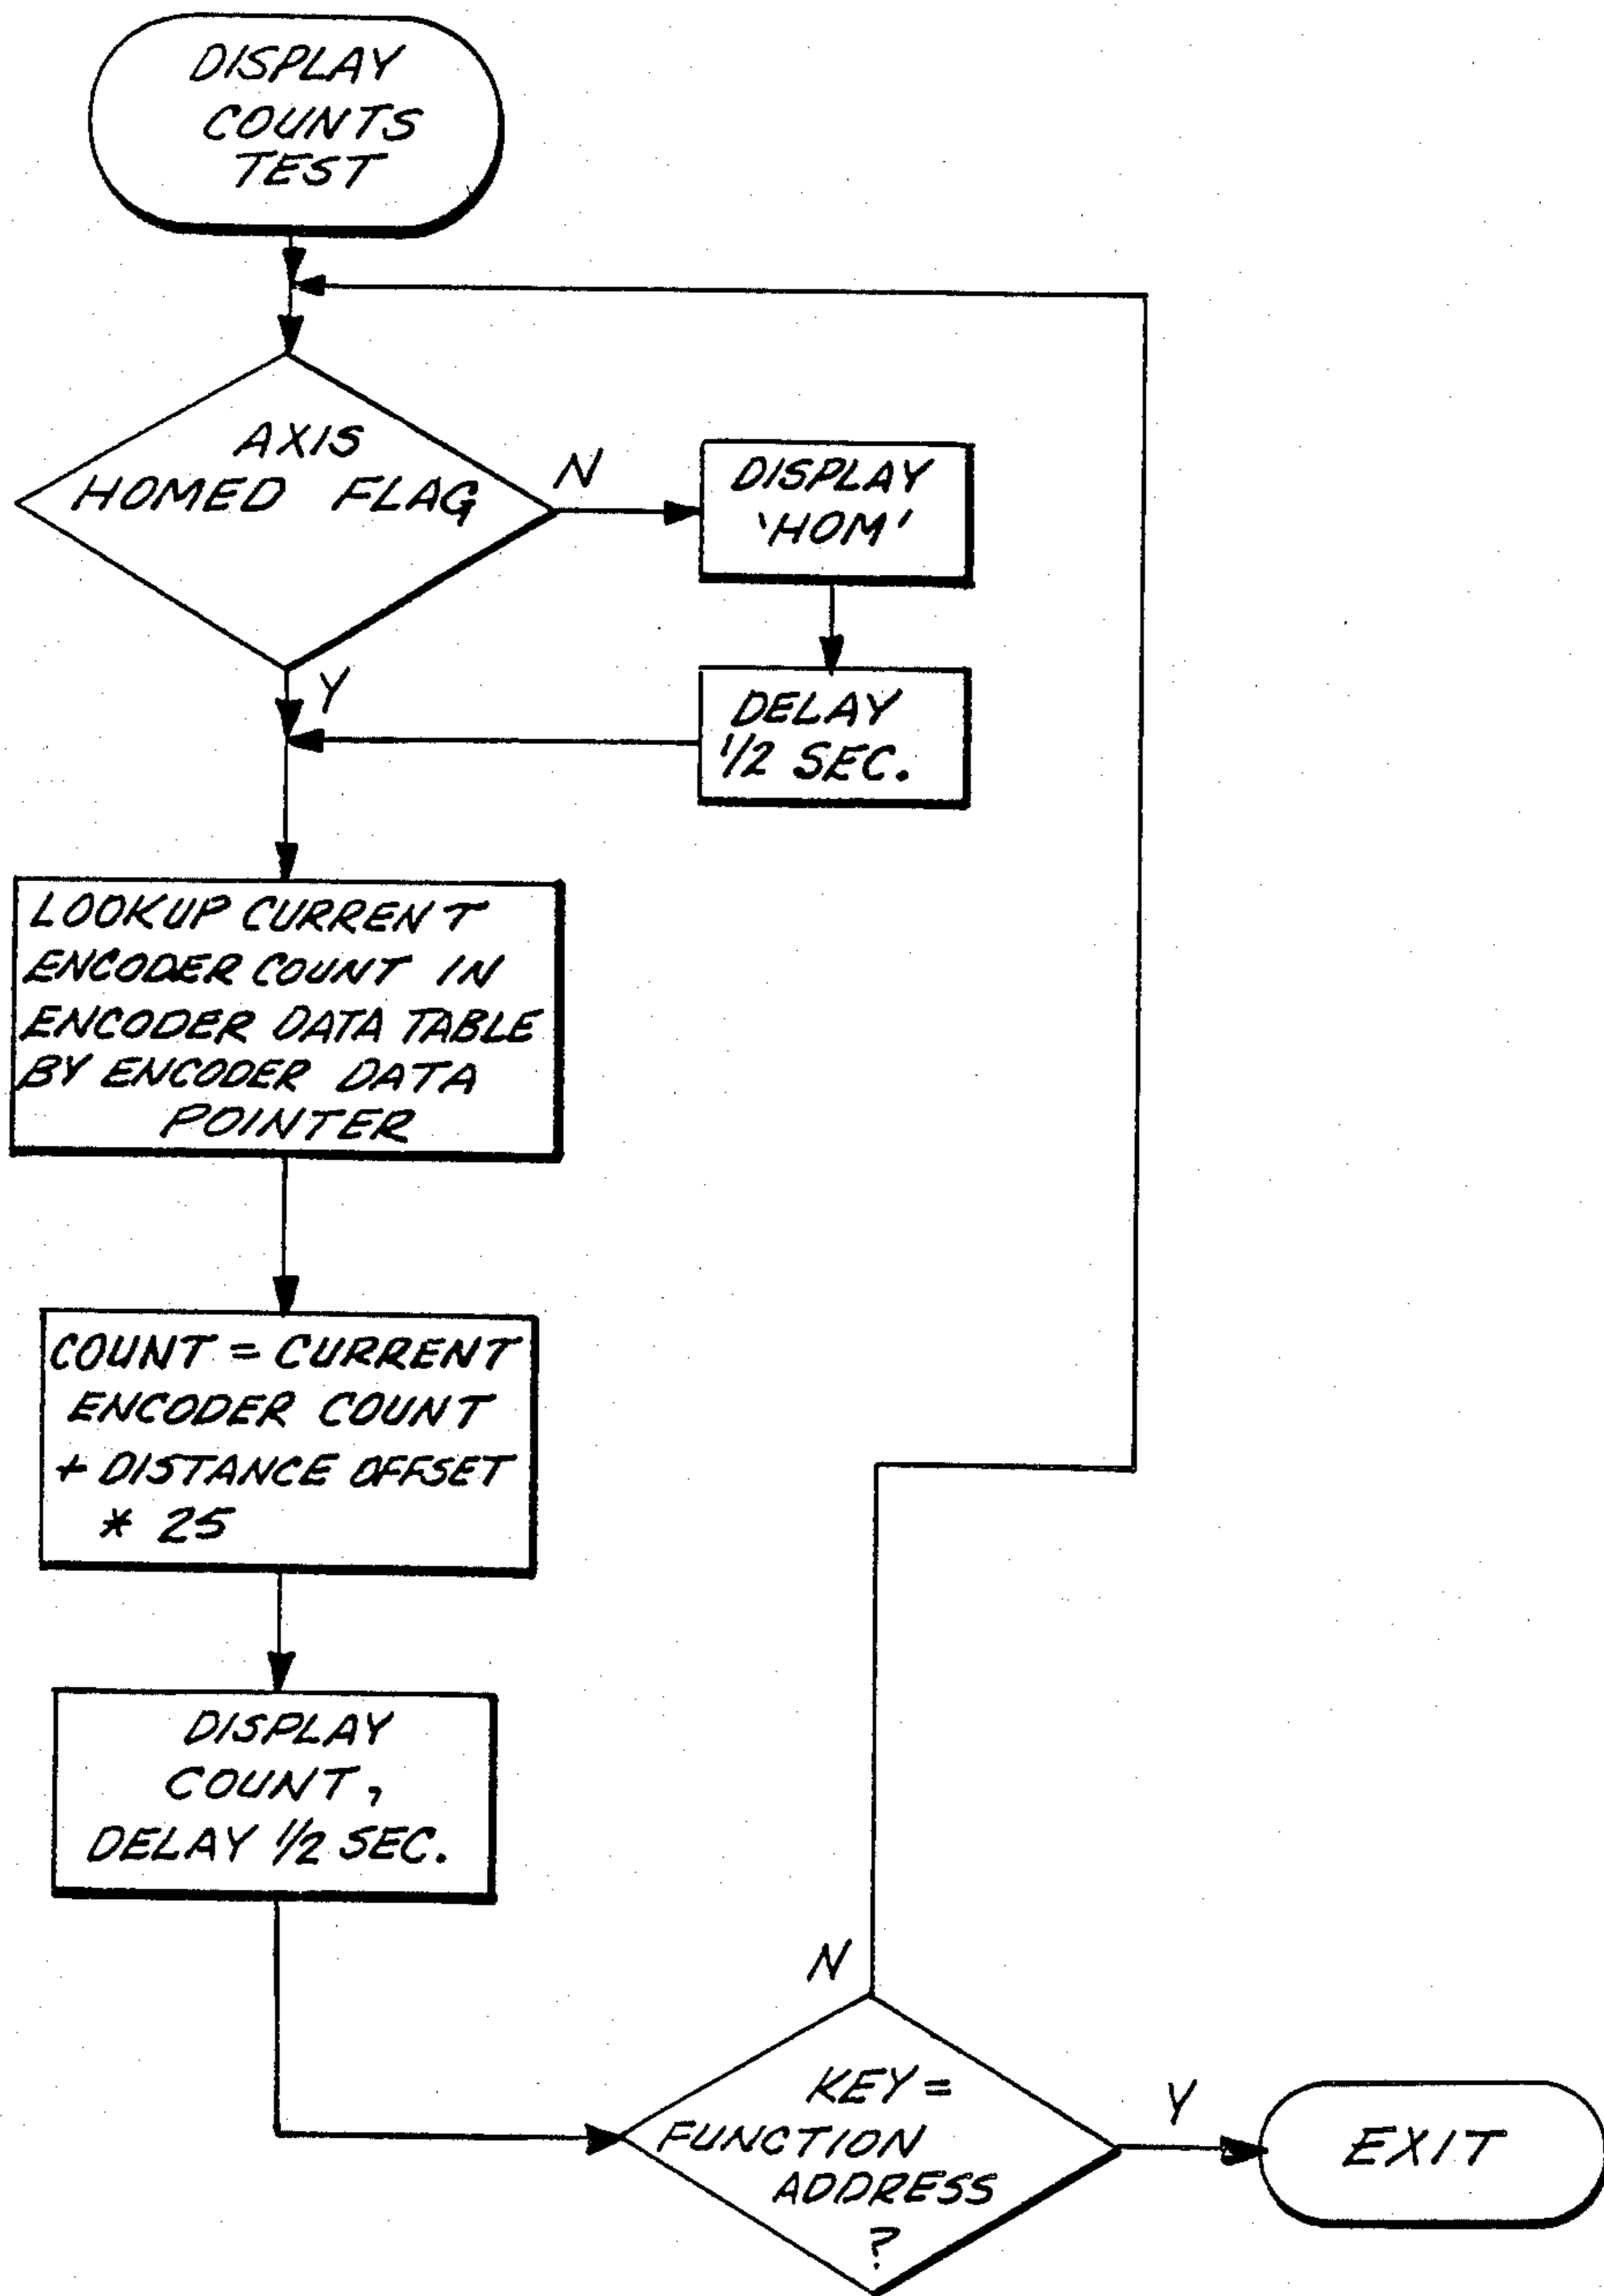 DISPLAY
COUNTS
TEST
AXIS
HOMED FLAG
N
DISPLAY
'HOM'
Y
DELAY
1/2 SEC.
LOOKUP CURRENT
ENCODER COUNT IN
ENCODER DATA TABLE
BY ENCODER DATA
POINTER
COUNT = CURRENT
ENCODER COUNT
+ DISTANCE OFFSET
* 25
DISPLAY
COUNT,
DELAY 1/2 SEC.
N
KEY =
FUNCTION
ADDRESS
?
Y
EXIT